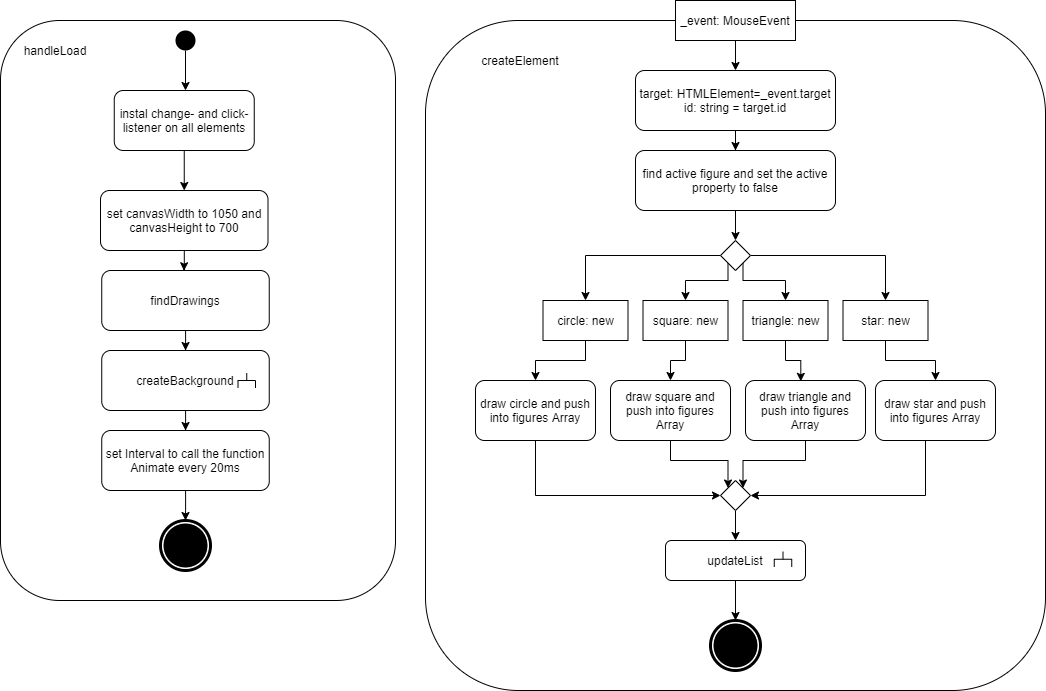 handleLoad
instal change- and click-
listener on all elements
set canvasWidth to 1050 and
canvasHeight to 700
findDrawings
createBackground
set Interval to call the function
Animate every 20ms
_event: MouseEvent
createElement
target: HTMLElement=_event.target
id: string = target.id
find active figure and set the active
property to false
circle: new
square: new
triangle: new
star: new
draw circle and push
into figures Array
draw square and
push into figures
Array
draw triangle and
push into figures
Array
draw star and push
into figures Array
updateList